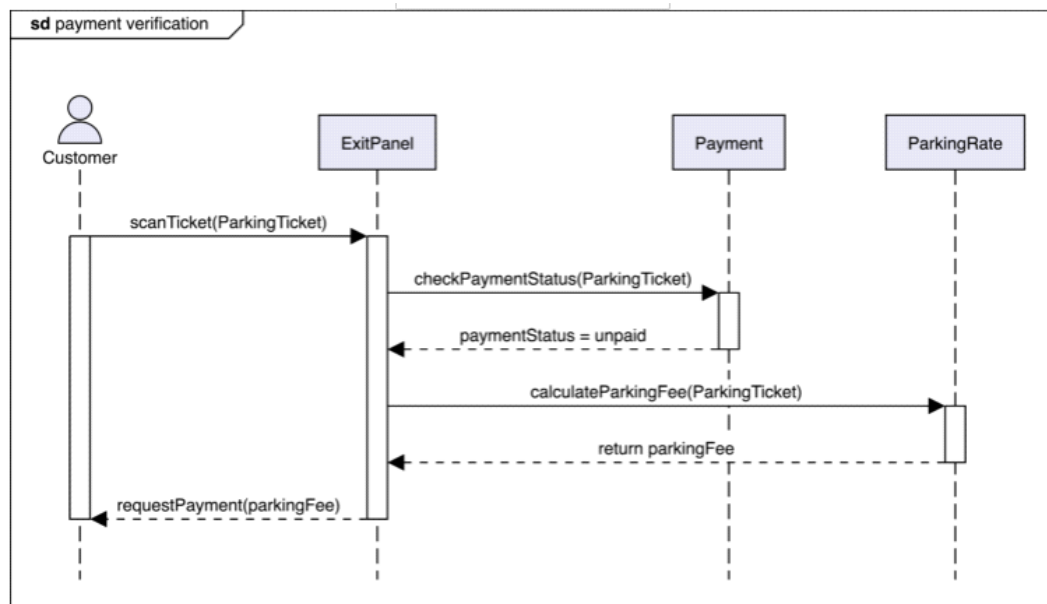 sd payment verification
Customer
ExitPanel
Payment
ParkingRate
scanTicket(ParkingTicket)
checkPaymentStatus(ParkingTicket)
paymentStatus = unpaid
calculateParkingFee(ParkingTicket)
return parkingFee
requestPayment(parkingFee)